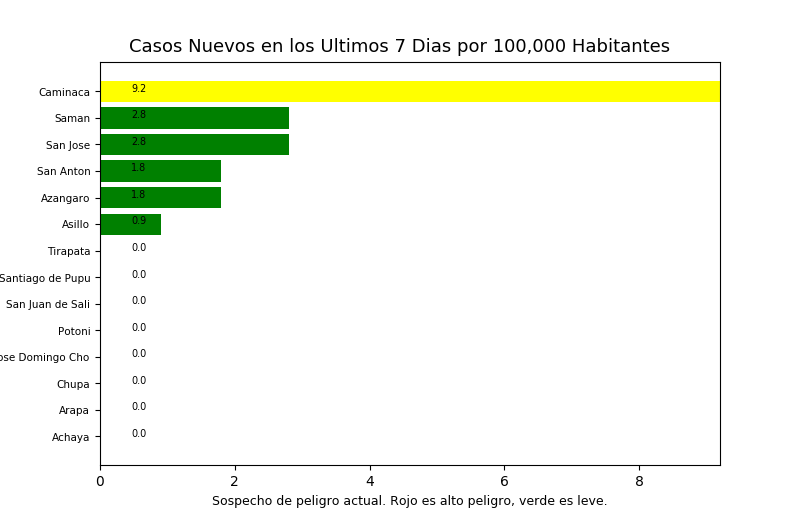 Casos Nuevos en los Ultimos 7 Dias por 100,000 Habitantes
Caminaca 9.2
Saman 2.8
San Jose 2.8
San Anton 1.8
Azangaro 1.8
Asillo 0.9
Tirapata 0.0
Santiago de Pupu 0.0
San Juan de Sali 0.0
Potoni 0.0
ose Domingo Cho 0.0
Chupa 0.0
Arapa 0.0
Achaya 0.0
0 2 4 6 8
Sospecho de peligro actual. Rojo es alto peligro, verde es leve.